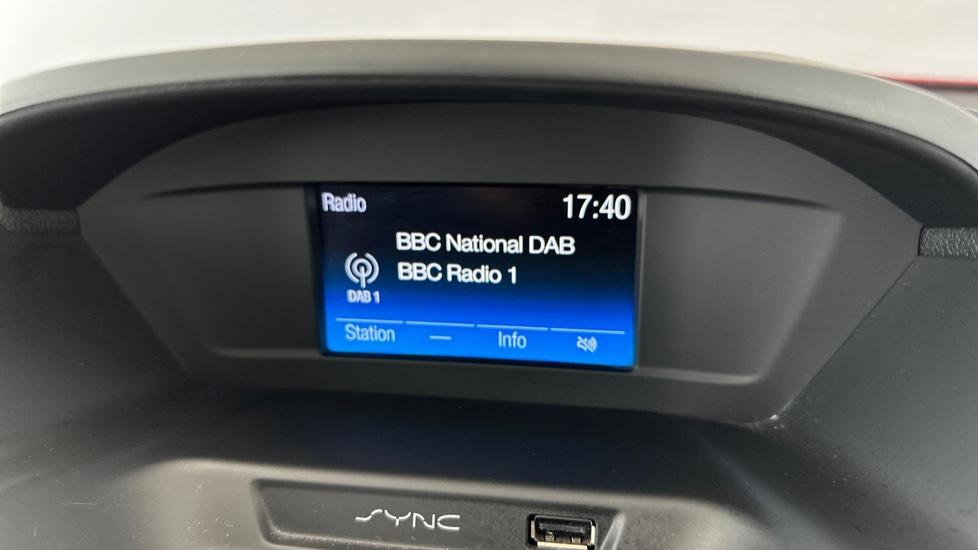 Radio 17:40
BBC National DAB
BBC Radio 1
DAB 1
Station — Info
SYNC